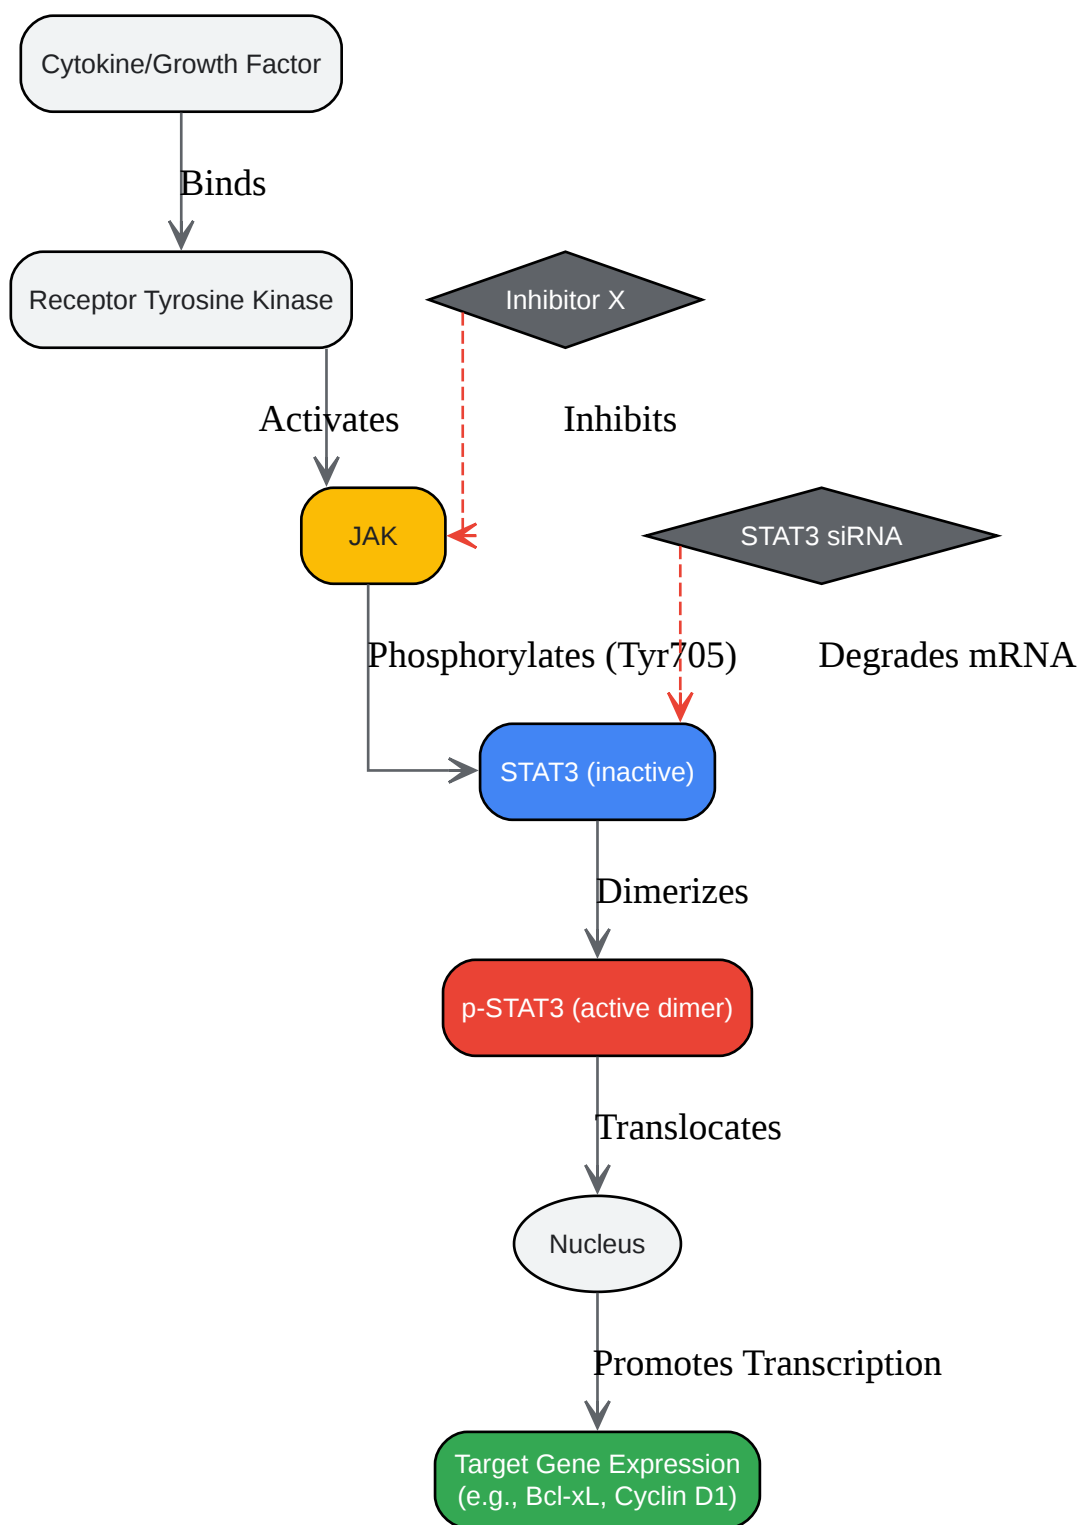 Cytokine/Growth Factor
Binds
Receptor Tyrosine Kinase
Inhibitor X
Activates
Inhibits
JAK
STAT3 siRNA
Phosphorylates (Tyr705)
Degrades mRNA
STAT3 (inactive)
Dimerizes
p-STAT3 (active dimer)
Translocates
Nucleus
Promotes Transcription
Target Gene Expression
(e.g., Bcl-xL, Cyclin D1)